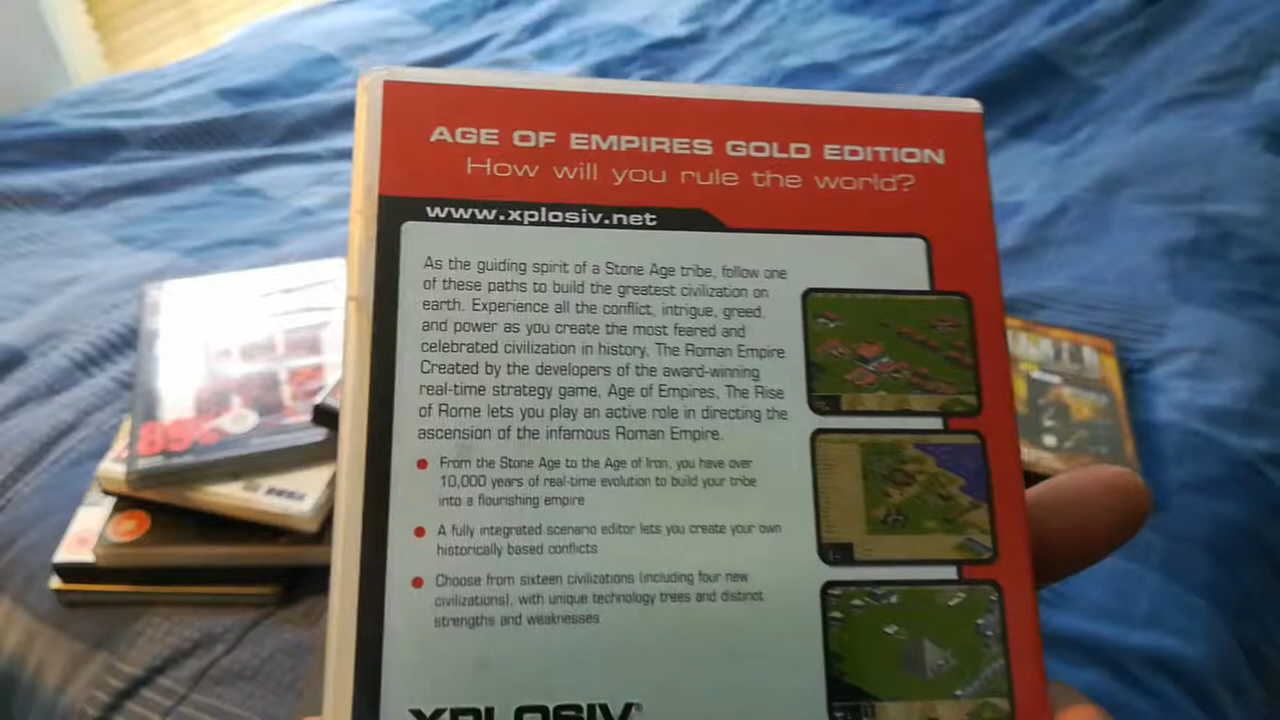 AGE OF EMPIRES GOLD EDITION
How will you rule the world?
www.xplosiv.net
As the guiding spirit of a Stone Age tribe, follow one
of these paths to build the greatest civilization on
earth. Experience all the conflict, intrigue, greed,
and power as you create the most feared and
celebrated civilization in history, The Roman Empire
Created by the developers of the award-winning
real-time strategy game, Age of Empires, The Rise
of Rome lets you play an active role in directing the
ascension of the infamous Roman Empire.
From the Stone Age to the Age of Iron, you have over
10,000 years of real-time evolution to build your tribe
into a flourishing empire
A fully integrated scenario editor lets you create your own
historically based conflicts
Choose from sixteen civilizations (including four new
civilizations), with unique technology trees and distinct
strengths and weaknesses
XPLOSIV